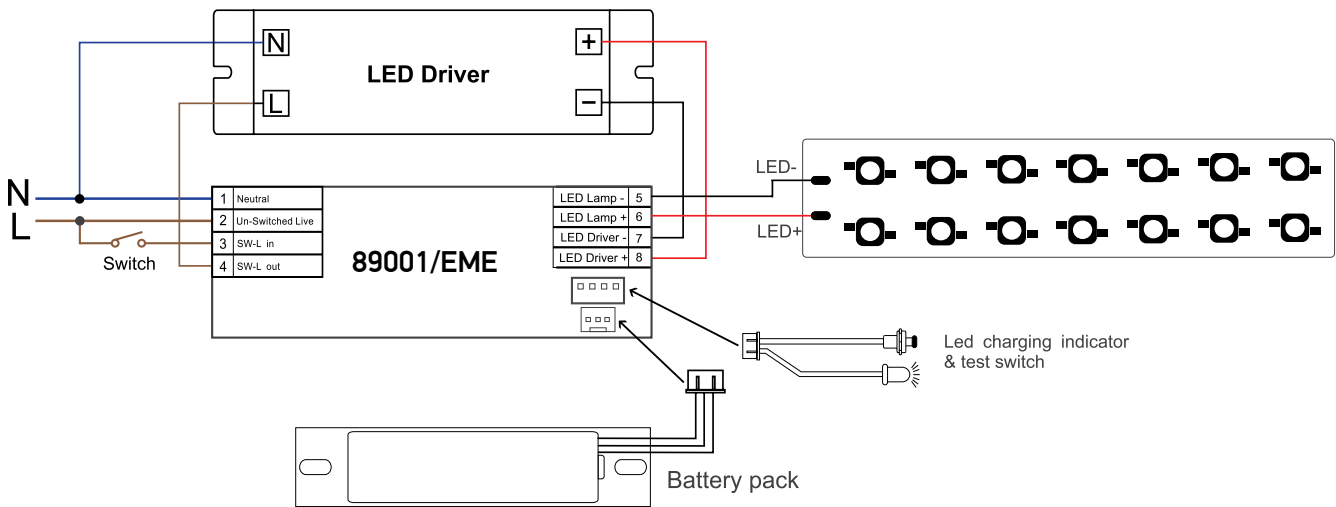 N
+
LED Driver
L
−
LED-
N
1 Neutral
LED Lamp - 5
L
2 Un-Switched Live
LED Lamp + 6
LED+
3 SW-L in
LED Driver - 7
Switch
4 SW-L out
89001/EME
LED Driver + 8
Led charging indicator
& test switch
Battery pack